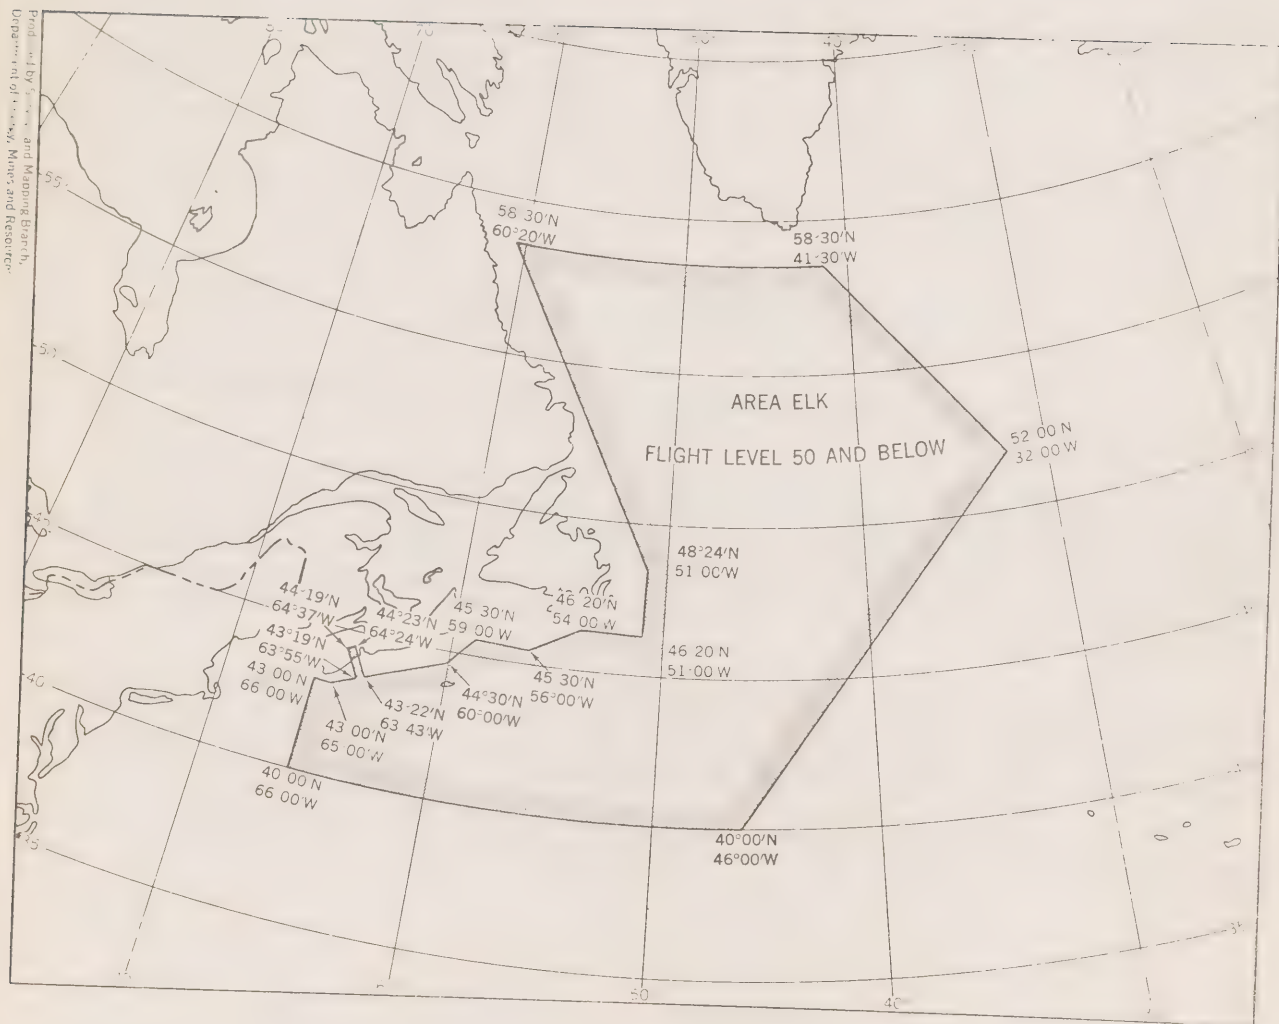 and Mapping Branch,
Mines and Resources
58 30'N
60°20'W
58-30'N
41-30'W
AREA ELK
FLIGHT LEVEL 50 AND BELOW
52 00 N
32 00'W
48°24'N
51 00'W
46 20 N
51-00'W
46 20'N
54 00'W
45 30'N
59 00 W
45 30'N
56°00'W
44-19'N
64°37'W
44°23'N
64°24'W
43°19'N
63°55'W
43 00 N
66 00 W
43-22'N
63 43'W
44°30'N
60°00'W
43 00'N
65 00'W
40 00 N
66 00'W
40°00'N
46°00'W
55
50
45
40
35
50
40